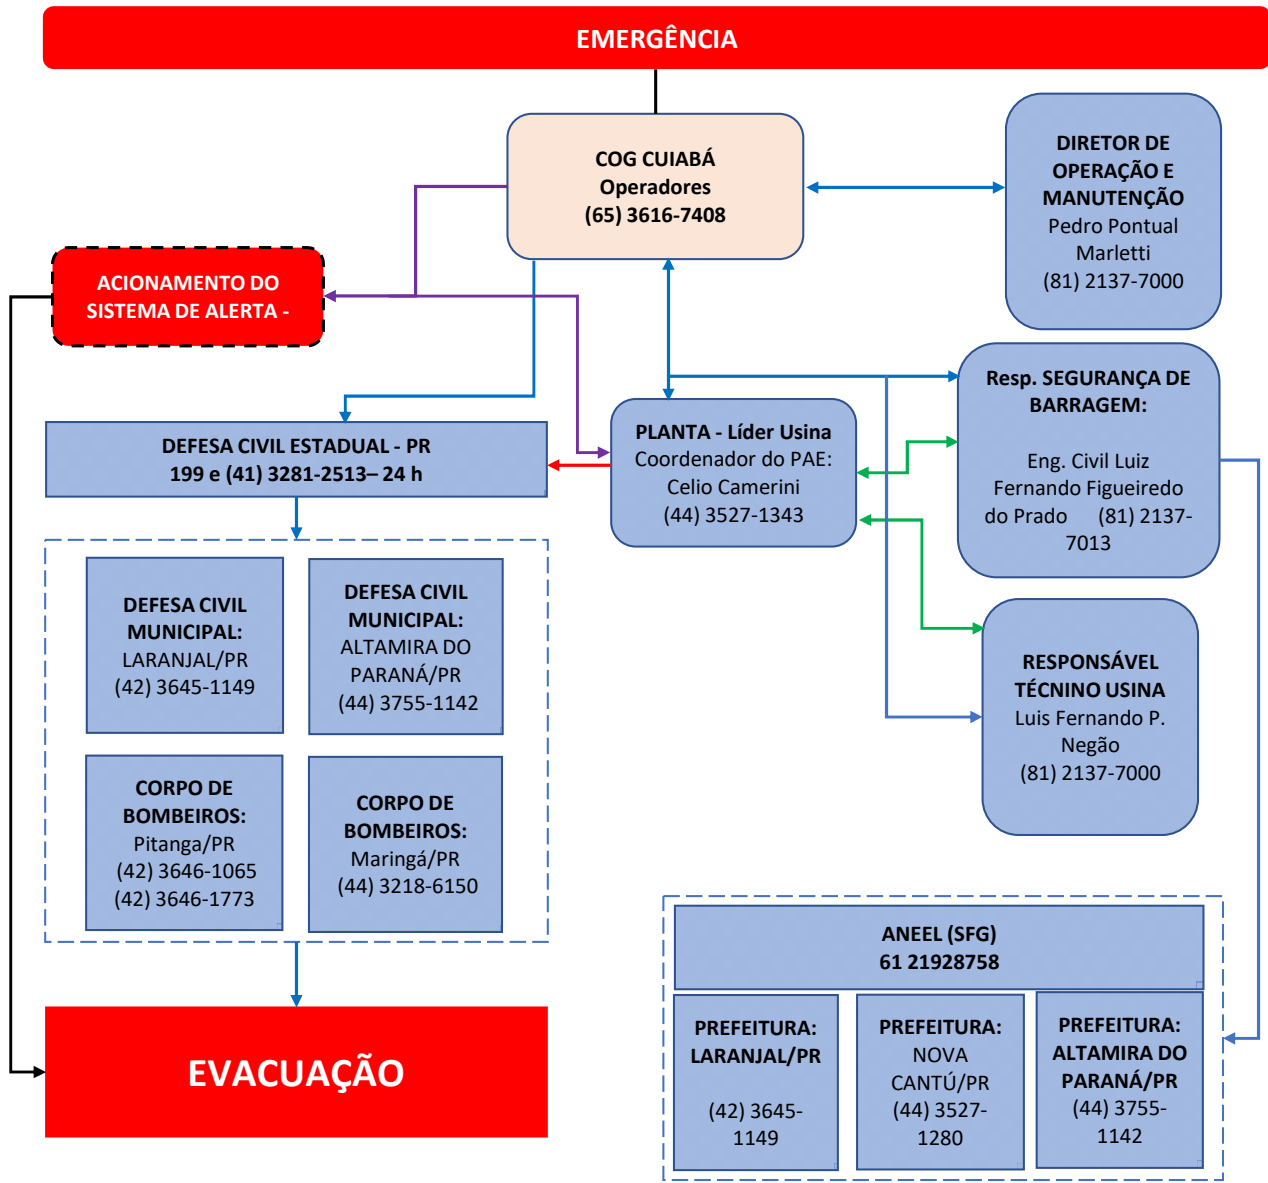 EMERGÊNCIA
COG CUIABÁ
Operadores
(65) 3616-7408
DIRETOR DE
OPERAÇÃO E
MANUTENÇÃO
Pedro Pontual
Marletti
(81) 2137-7000
ACIONAMENTO DO
SISTEMA DE ALERTA -
Resp. SEGURANÇA DE
BARRAGEM:
Eng. Civil Luiz
Fernando Figueiredo
do Prado (81) 2137-
7013
PLANTA - Líder Usina
Coordenador do PAE:
Celio Camerini
(44) 3527-1343
DEFESA CIVIL ESTADUAL - PR
199 e (41) 3281-2513– 24 h
DEFESA CIVIL
MUNICIPAL:
LARANJAL/PR
(42) 3645-1149
DEFESA CIVIL
MUNICIPAL:
ALTAMIRA DO
PARANÁ/PR
(44) 3755-1142
RESPONSÁVEL
TÉCNINO USINA
Luis Fernando P.
Negão
(81) 2137-7000
CORPO DE
BOMBEIROS:
Pitanga/PR
(42) 3646-1065
(42) 3646-1773
CORPO DE
BOMBEIROS:
Maringá/PR
(44) 3218-6150
ANEEL (SFG)
61 21928758
PREFEITURA:
LARANJAL/PR
(42) 3645-
1149
PREFEITURA:
NOVA
CANTÚ/PR
(44) 3527-
1280
PREFEITURA:
ALTAMIRA DO
PARANÁ/PR
(44) 3755-
1142
EVACUAÇÃO